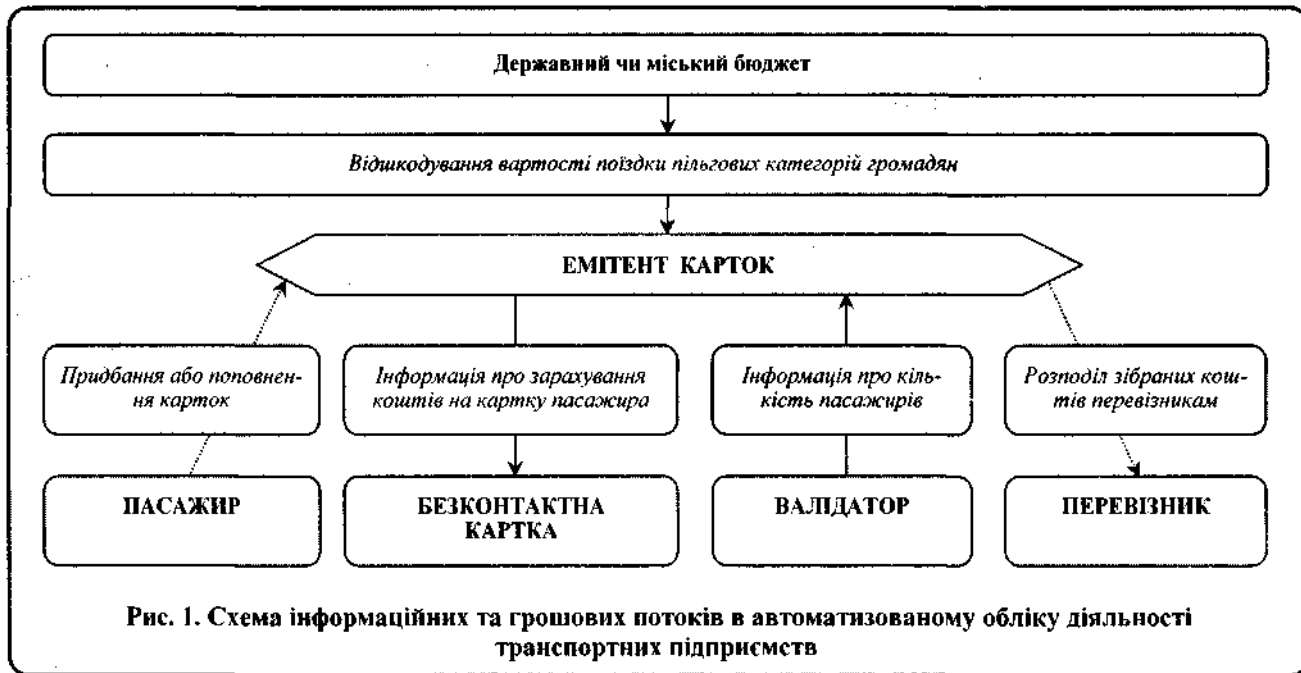 Державний чи міський бюджет
Відшкодування вартості поїздки пільгових категорій громадян
ЕМІТЕНТ КАРТОК
Придбання або поповнен-
ня карток
Інформація про зарахування
коштів на картку пасажира
Інформація про кіль-
кість пасажирів
Розподіл зібраних кош-
тів перевізникам
ПАСАЖИР
БЕЗКОНТАКТНА
КАРТКА
ВАЛІДАТОР
ПЕРЕВІЗНИК
Рис. 1. Схема інформаційних та грошових потоків в автоматизованому обліку діяльності
транспортних підприємств